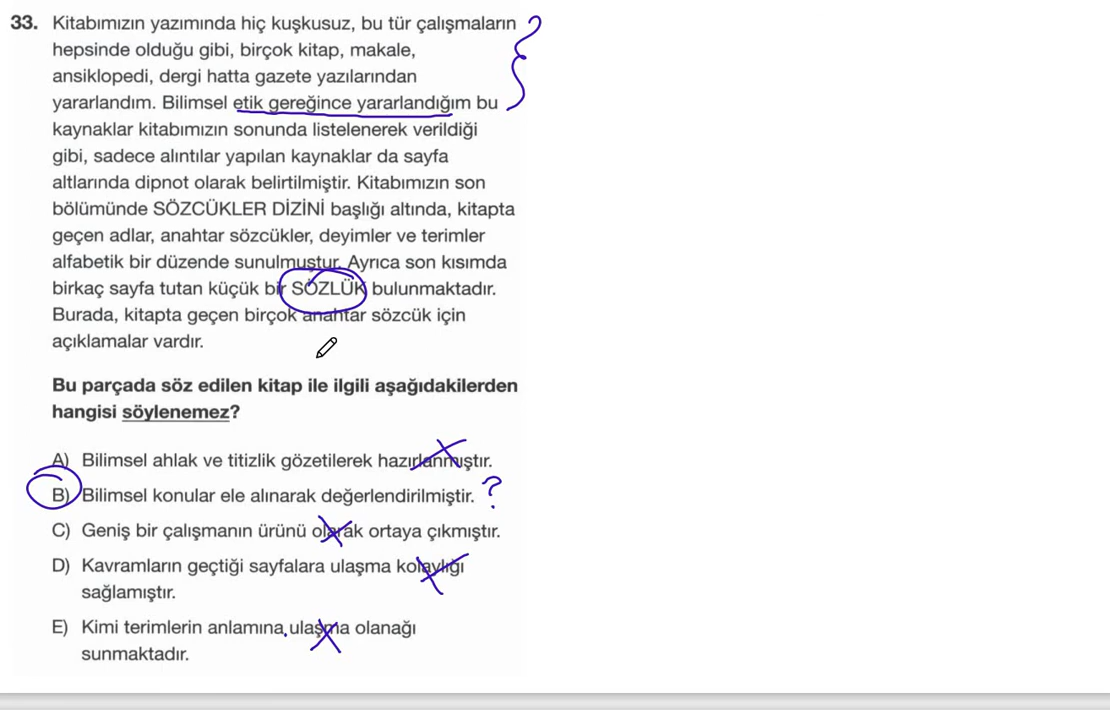 33. Kitabımızın yazımında hiç kuşkusuz, bu tür çalışmaların
hepsinde olduğu gibi, birçok kitap, makale,
ansiklopedi, dergi hatta gazete yazılarından
yararlandım. Bilimsel etik gereğince yararlandığım bu
kaynaklar kitabımızın sonunda listelenerek verildiği
gibi, sadece alıntılar yapılan kaynaklar da sayfa
altlarında dipnot olarak belirtilmiştir. Kitabımızın son
bölümünde SÖZCÜKLER DİZİNİ başlığı altında, kitapta
geçen adlar, anahtar sözcükler, deyimler ve terimler
alfabetik bir düzende sunulmuştur. Ayrıca son kısımda
birkaç sayfa tutan küçük bir SÖZLÜK bulunmaktadır.
Burada, kitapta geçen birçok anahtar sözcük için
açıklamalar vardır.
Bu parçada söz edilen kitap ile ilgili aşağıdakilerden
hangisi söylenemez?
A) Bilimsel ahlak ve titizlik gözetilerek hazırlanmıştır.
B) Bilimsel konular ele alınarak değerlendirilmiştir. ?
C) Geniş bir çalışmanın ürünü olarak ortaya çıkmıştır.
D) Kavramların geçtiği sayfalara ulaşma kolaylığı
sağlamıştır.
E) Kimi terimlerin anlamına ulaşma olanağı
sunmaktadır.